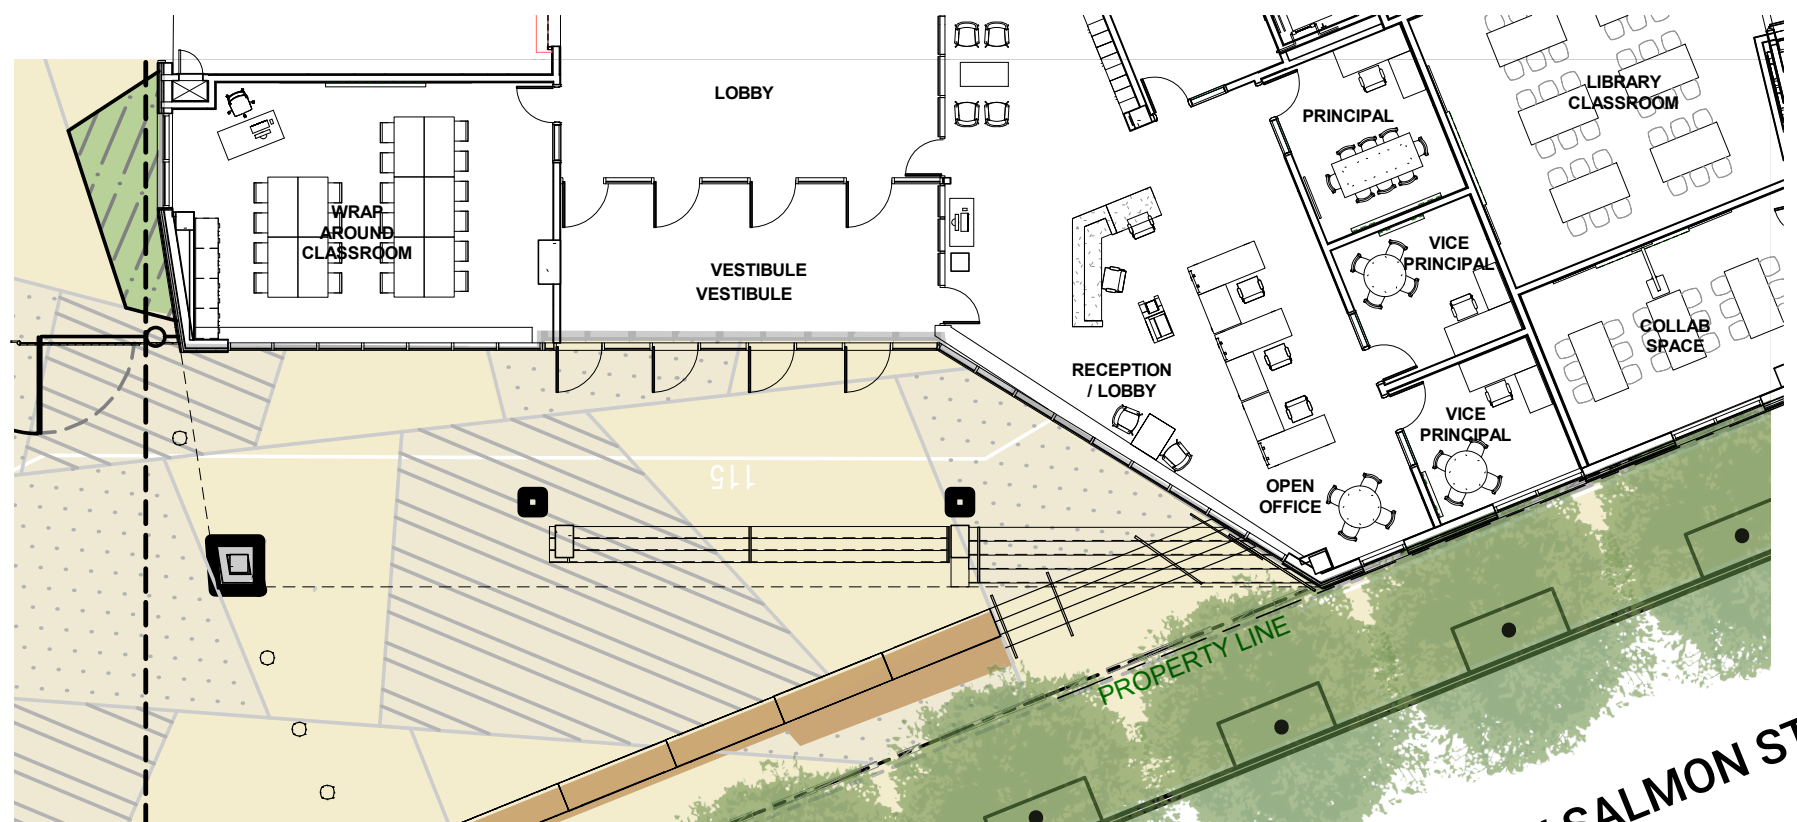 LOBBY
PRINCIPAL
LIBRARY
CLASSROOM
WRAP
AROUND
CLASSROOM
VESTIBULE
VESTIBULE
VICE
PRINCIPAL
COLLAB
SPACE
RECEPTION
/ LOBBY
VICE
PRINCIPAL
OPEN
OFFICE
115
PROPERTY LINE
SALMON ST